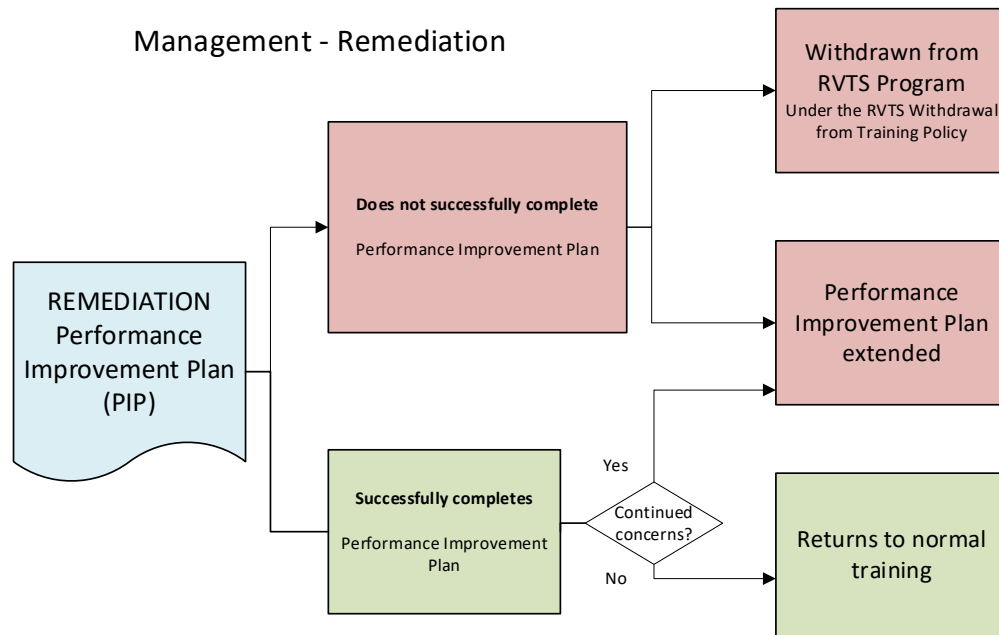 Management - Remediation
Withdrawn from
RVTS Program
Under the RVTS Withdrawal
from Training Policy
Does not successfully complete
Performance Improvement Plan
REMEDIATION
Performance
Improvement Plan
(PIP)
Performance
Improvement Plan
extended
Successfully completes
Performance Improvement
Plan
Yes
Continued
concerns?
No
Returns to normal
training